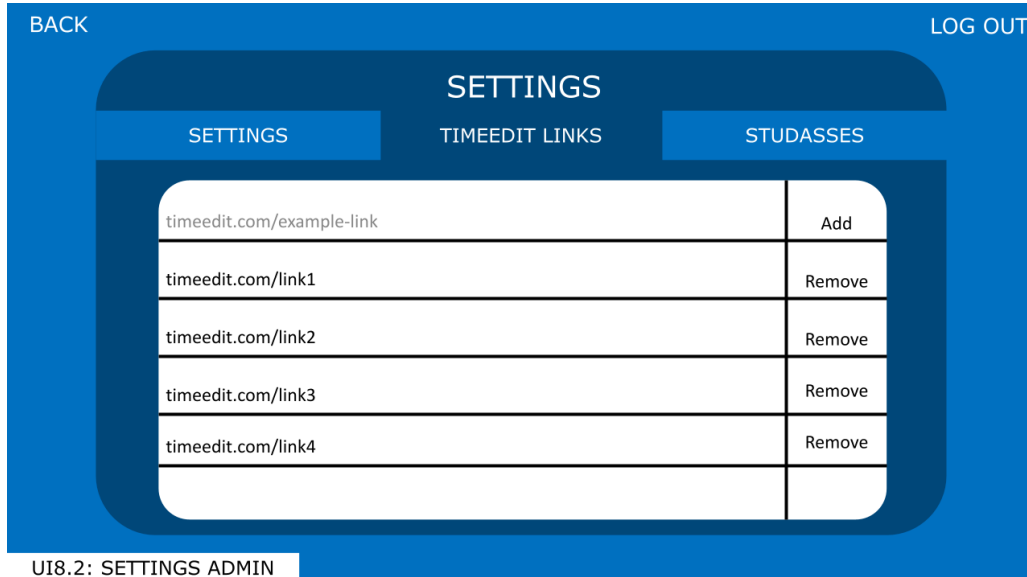 BACK
LOG OUT
SETTINGS
SETTINGS TIMEEDIT LINKS STUDASSES
timeedit.com/example-link Add
timeedit.com/link1 Remove
timeedit.com/link2 Remove
timeedit.com/link3 Remove
timeedit.com/link4 Remove
UI8.2: SETTINGS ADMIN